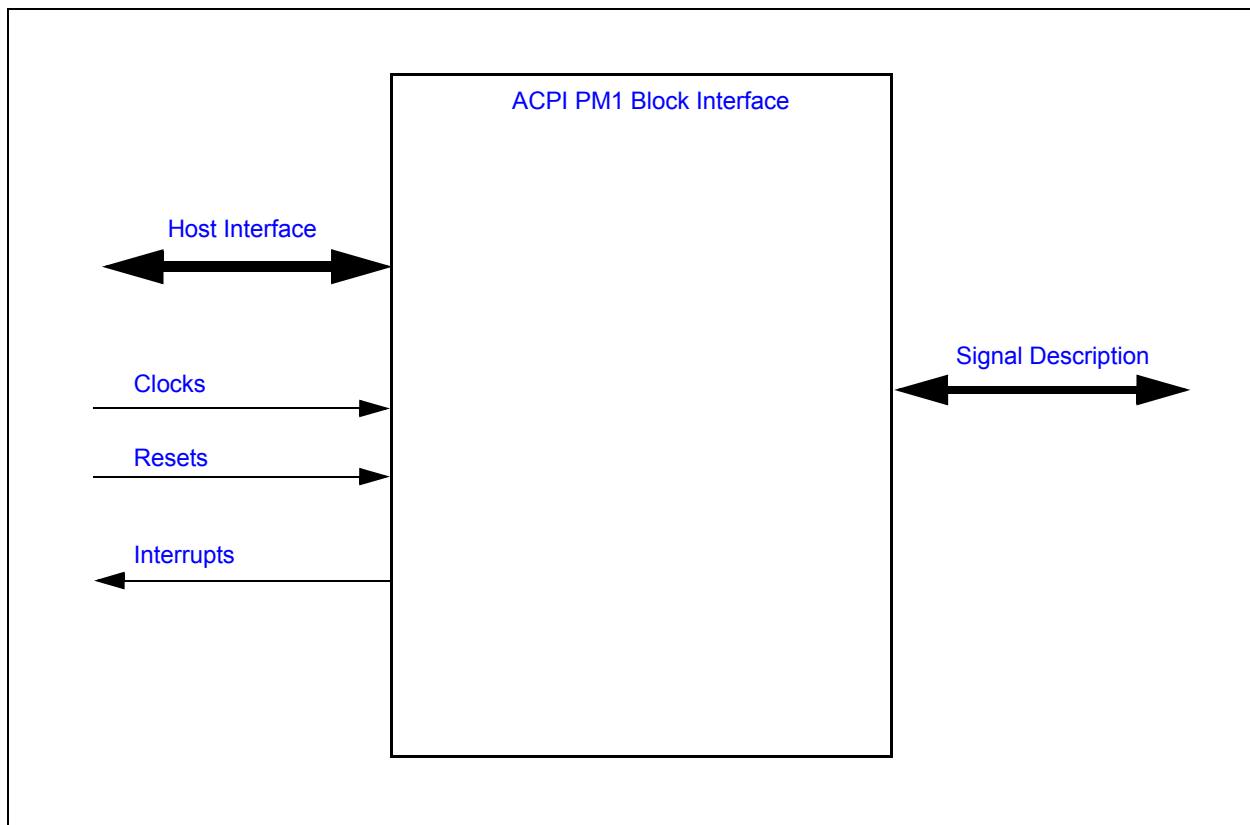 ACPI PM1 Block Interface
Host Interface
Signal Description
Clocks
Resets
Interrupts